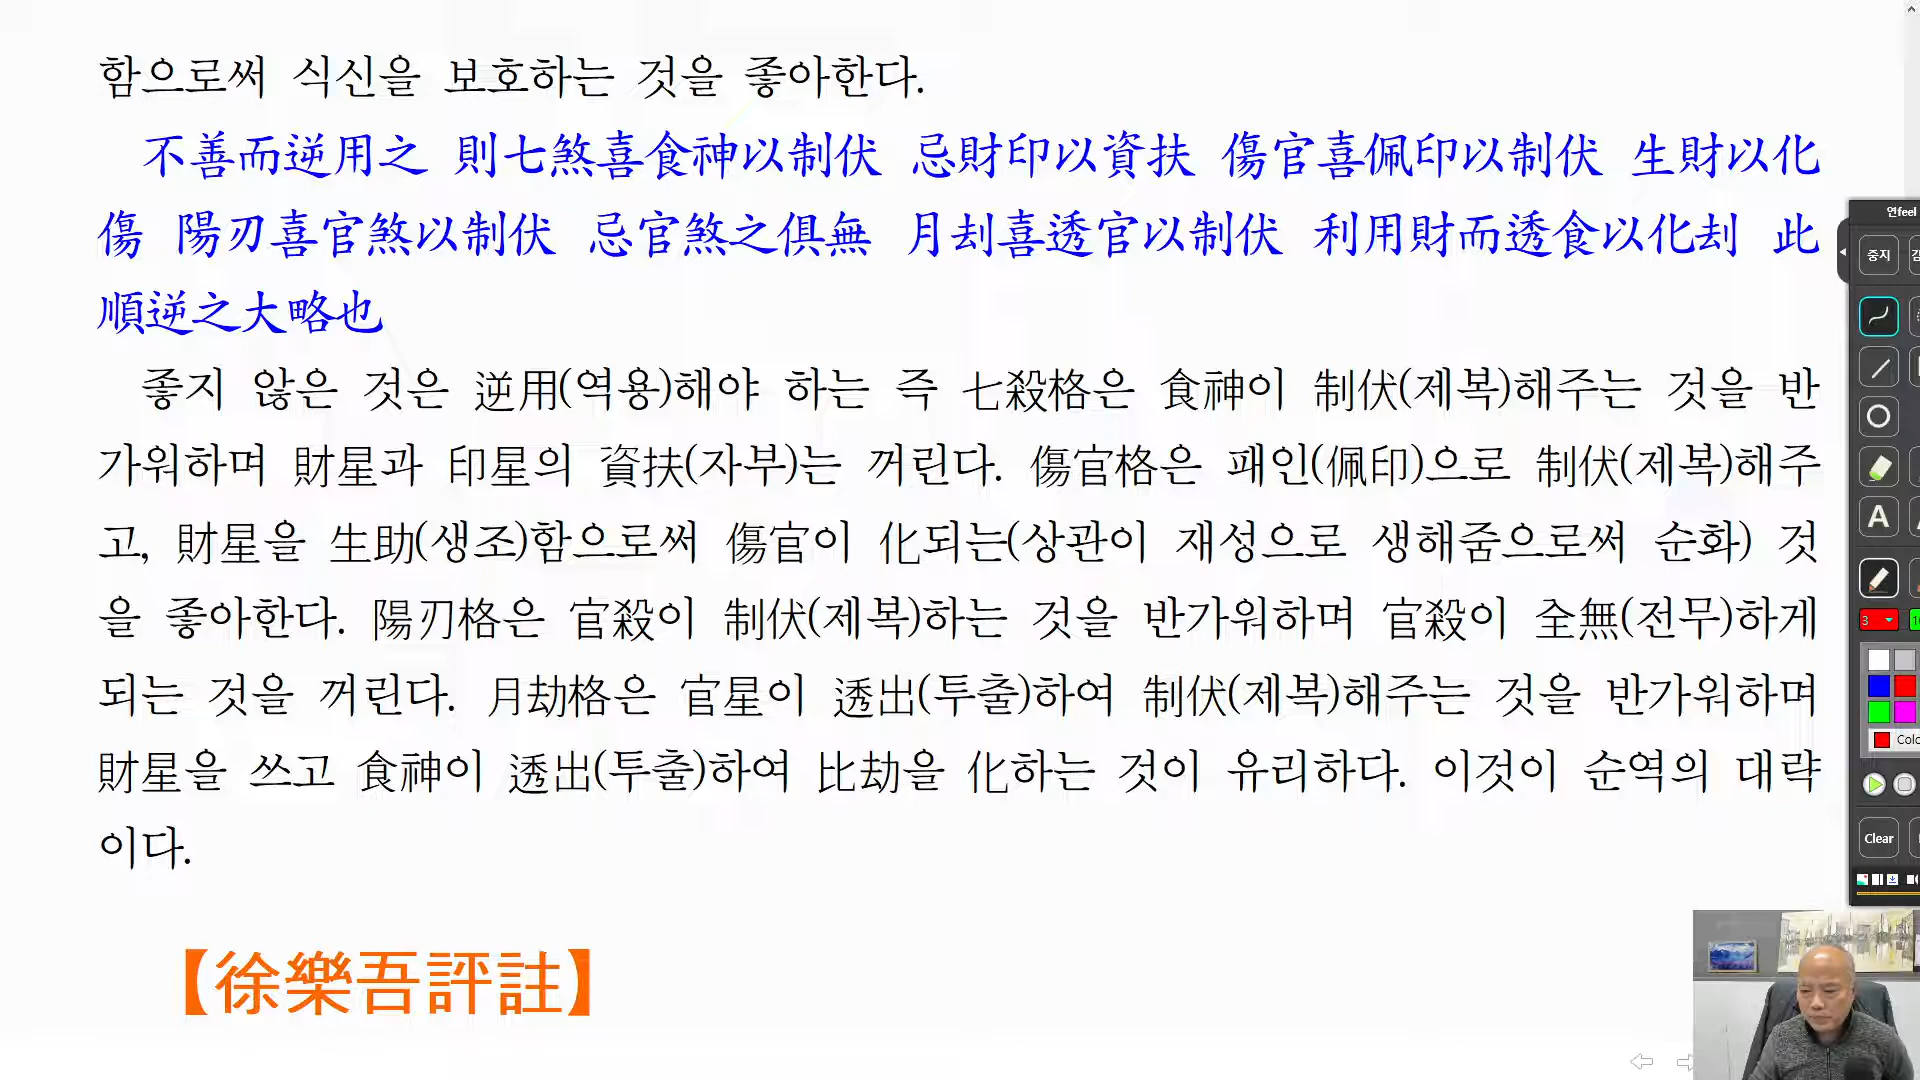 함으로써 식신을 보호하는 것을 좋아한다.
不善而逆用之 則七煞喜食神以制伏 忌財印以資扶 傷官喜佩印以制伏 生財以化
傷 陽刃喜官煞以制伏 忌官煞之俱無 月刦喜透官以制伏 利用財而透食以化刦 此
順逆之大略也
좋지 않은 것은 逆用(역용)해야 하는 즉 七殺格은 食神이 制伏(제복)해주는 것을 반
가워하며 財星과 印星의 資扶(자부)는 꺼린다. 傷官格은 패인(佩印)으로 制伏(제복)해주
고, 財星을 生助(생조)함으로써 傷官이 化되는(상관이 재성으로 생해줌으로써 순화) 것
을 좋아한다. 陽刃格은 官殺이 制伏(제복)하는 것을 반가워하며 官殺이 全無(전무)하게
되는 것을 꺼린다. 月劫格은 官星이 透出(투출)하여 制伏(제복)해주는 것을 반가워하며
財星을 쓰고 食神이 透出(투출)하여 比劫을 化하는 것이 유리하다. 이것이 순역의 대략
이다.
【徐樂吾評註】
연feel
중지
A
3
Colo
Clear